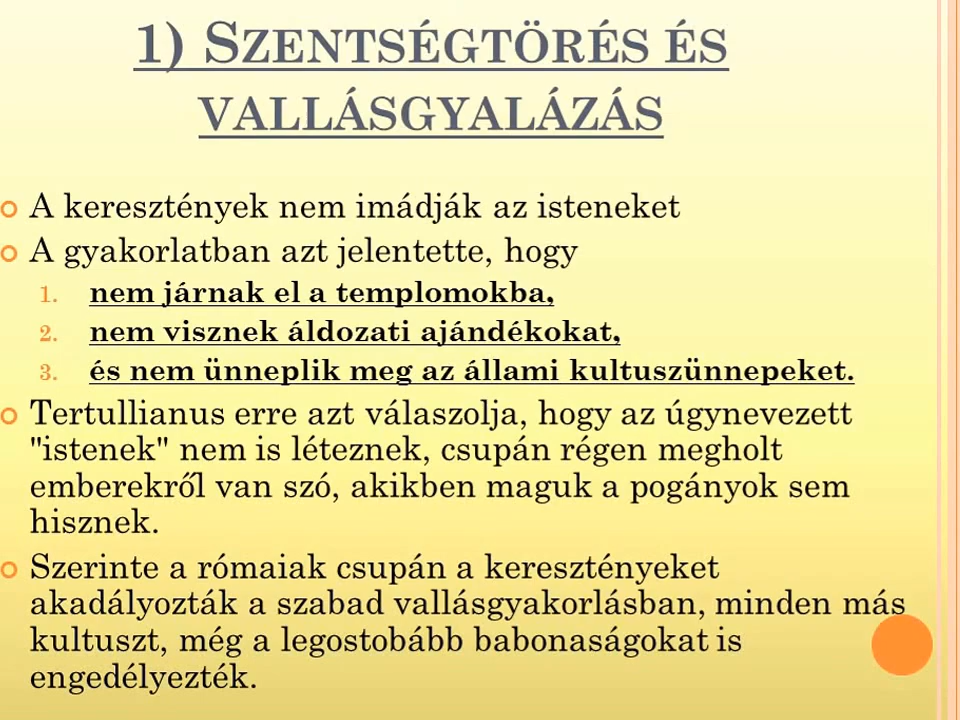 1) SZENTSÉGTÖRÉS ÉS
VALLÁSGYALÁZÁS
A keresztények nem imádják az isteneket
A gyakorlatban azt jelentette, hogy
1. nem járnak el a templomokba,
2. nem visznek áldozati ajándékokat,
3. és nem ünneplik meg az állami kultuszünnepeket.
Tertullianus erre azt válaszolja, hogy az úgynevezett
"istenek" nem is léteznek, csupán régen megholt
emberekről van szó, akikben maguk a pogányok sem
hisznek.
Szerinte a rómaiak csupán a keresztényeket
akadályozták a szabad vallásgyakorlásban, minden más
kultuszt, még a legostobább babonaságokat is
engedélyezték.